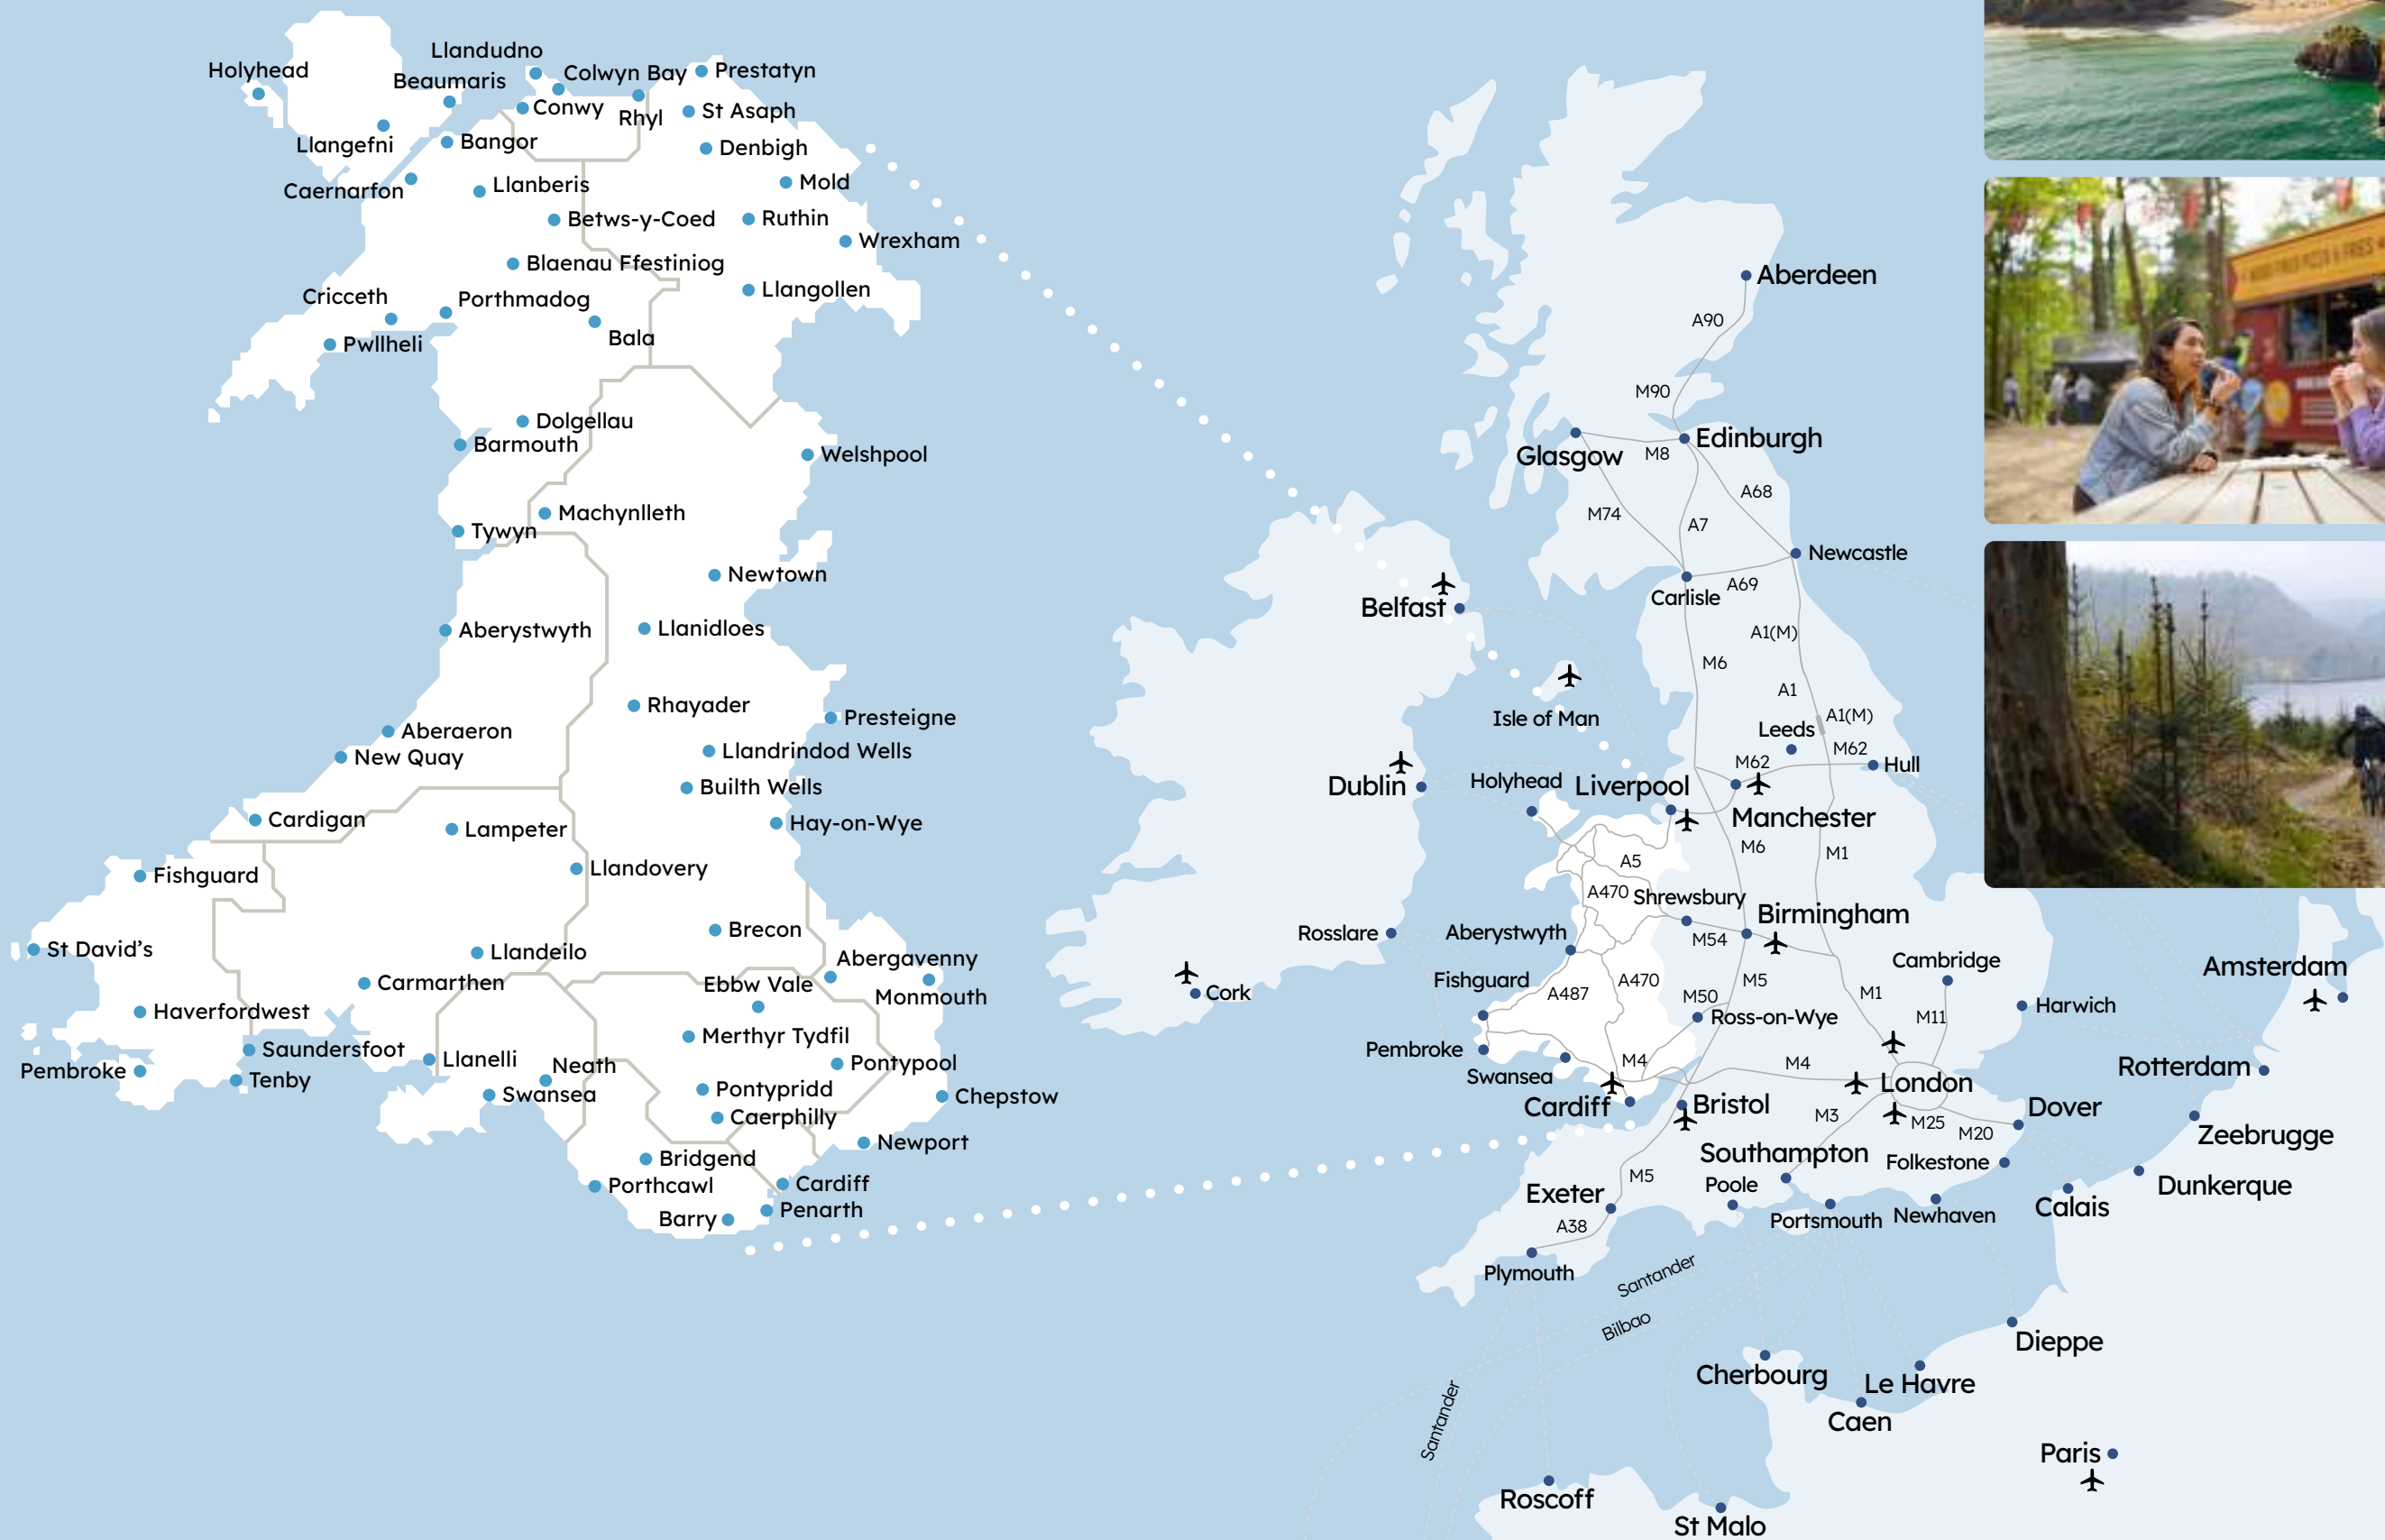 Llandudno
Holyhead
Colwyn Bay
Prestatyn
Beaumaris
Conwy
Rhyl
St Asaph
Llangefni
Bangor
Denbigh
Caernarfon
Llanberis
Mold
Betws-y-Coed
Ruthin
Wrexham
Blaenau Ffestiniog
Cricceth
Porthmadog
Llangollen
Bala
Pwllheli
Dolgellau
Barmouth
Welshpool
Machynlleth
Tywyn
Newtown
Aberystwyth
Llanidloes
Rhayader
Presteigne
Aberaeron
Llandrindod Wells
New Quay
Builth Wells
Cardigan
Lampeter
Hay-on-Wye
Llandovery
Fishguard
Brecon
St David’s
Llandeilo
Abergavenny
Carmarthen
Ebbw Vale
Monmouth
Haverfordwest
Merthyr Tydfil
Saundersfoot
Llanelli
Neath
Pontypool
Pembroke
Tenby
Pontypridd
Swansea
Chepstow
Caerphilly
Newport
Bridgend
Porthcawl
Cardiff
Penarth
Barry
Aberdeen
A90
M90
Edinburgh
Glasgow
M8
A68
M74
A7
Newcastle
A69
Carlisle
Belfast
A1(M)
M6
A1
Isle of Man
A1(M)
Leeds
M62
M62
Hull
Dublin
Holyhead
Liverpool
Manchester
M6
M1
A5
A470
Shrewsbury
Birmingham
Rosslare
Aberystwyth
M54
Cambridge
Fishguard
A487
A470
M5
M1
Amsterdam
Cork
M50
Ross-on-Wye
M11
Harwich
Pembroke
M4
M4
Swansea
London
Rotterdam
Cardiff
Bristol
M3
M25
M20
Dover
Zeebrugge
Southampton
Folkestone
M5
Poole
Exeter
Dunkerque
Calais
A38
Portsmouth
Newhaven
Plymouth
Santander
Bilbao
Dieppe
Cherbourg
Le Havre
Santander
Caen
Paris
Roscoff
St Malo